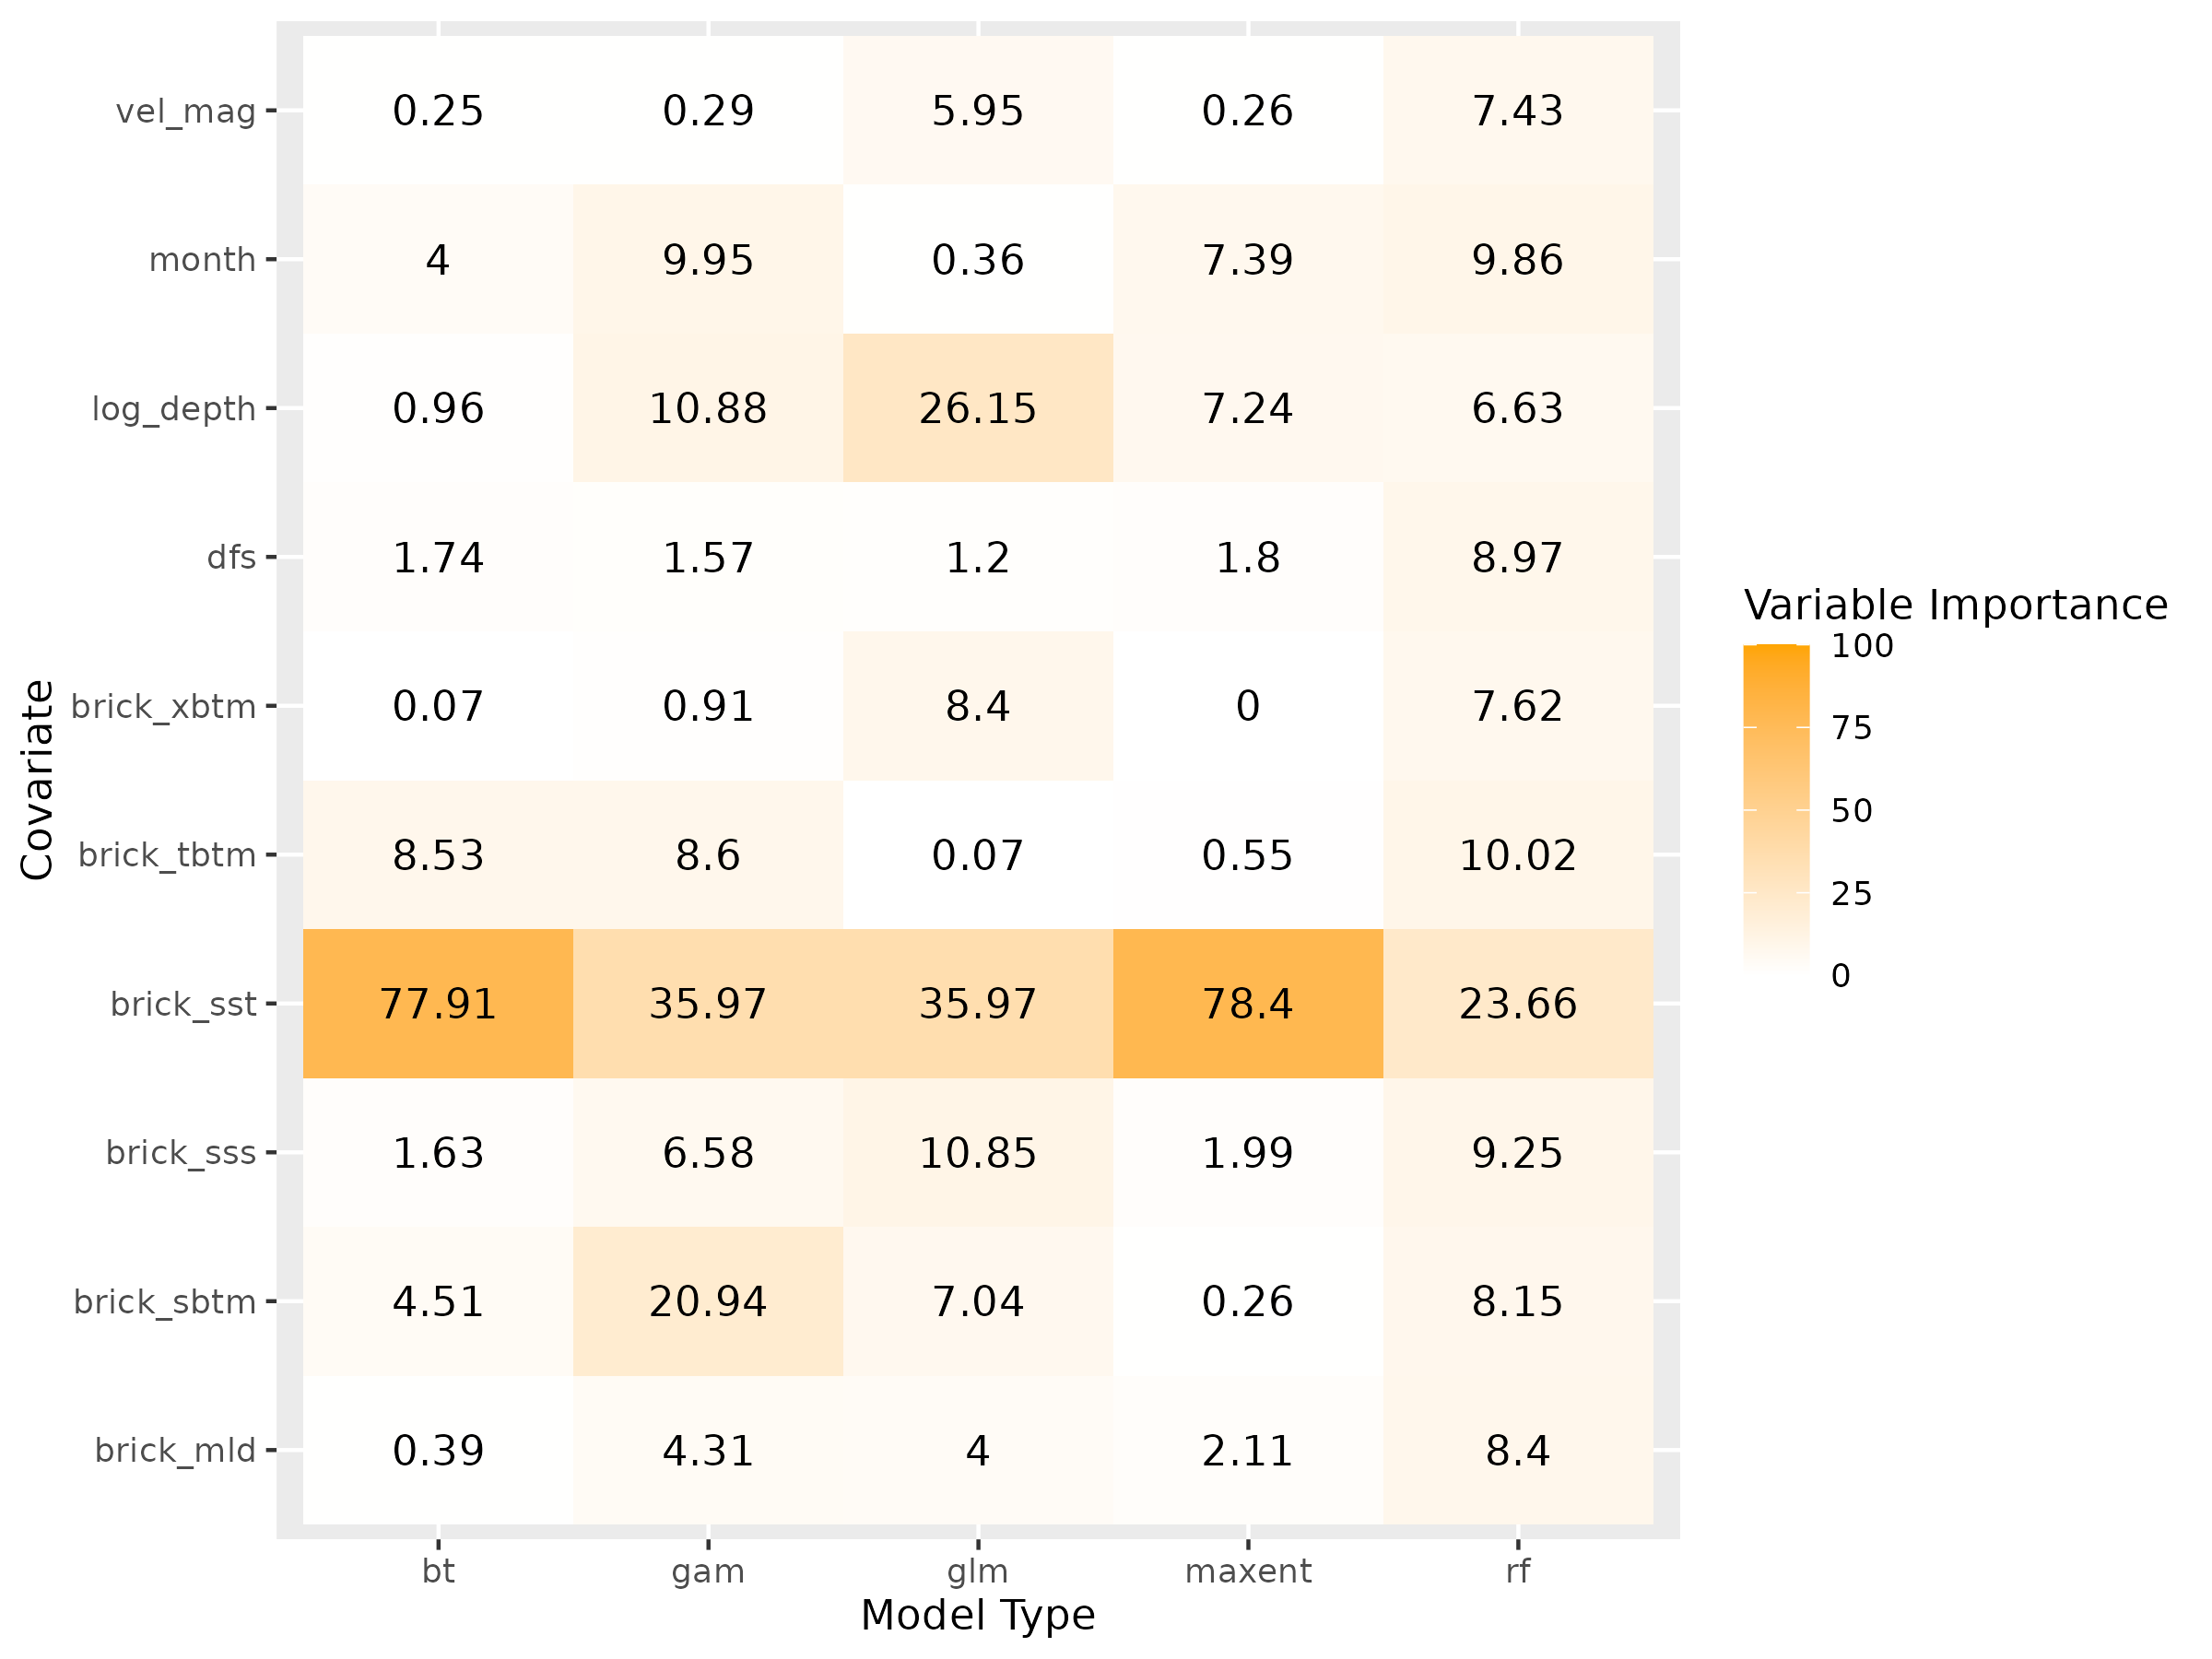 vel_mag 0.25 0.29 5.95 0.26 7.43
month 4 9.95 0.36 7.39 9.86
log_depth 0.96 10.88 26.15 7.24 6.63
dfs 1.74 1.57 1.2 1.8 8.97
brick_xbtm 0.07 0.91 8.4 0 7.62
brick_tbtm 8.53 8.6 0.07 0.55 10.02
brick_sst 77.91 35.97 35.97 78.4 23.66
brick_sss 1.63 6.58 10.85 1.99 9.25
brick_sbtm 4.51 20.94 7.04 0.26 8.15
brick_mld 0.39 4.31 4 2.11 8.4
bt gam glm maxent rf
Model Type
Covariate
Variable Importance
100
75
50
25
0